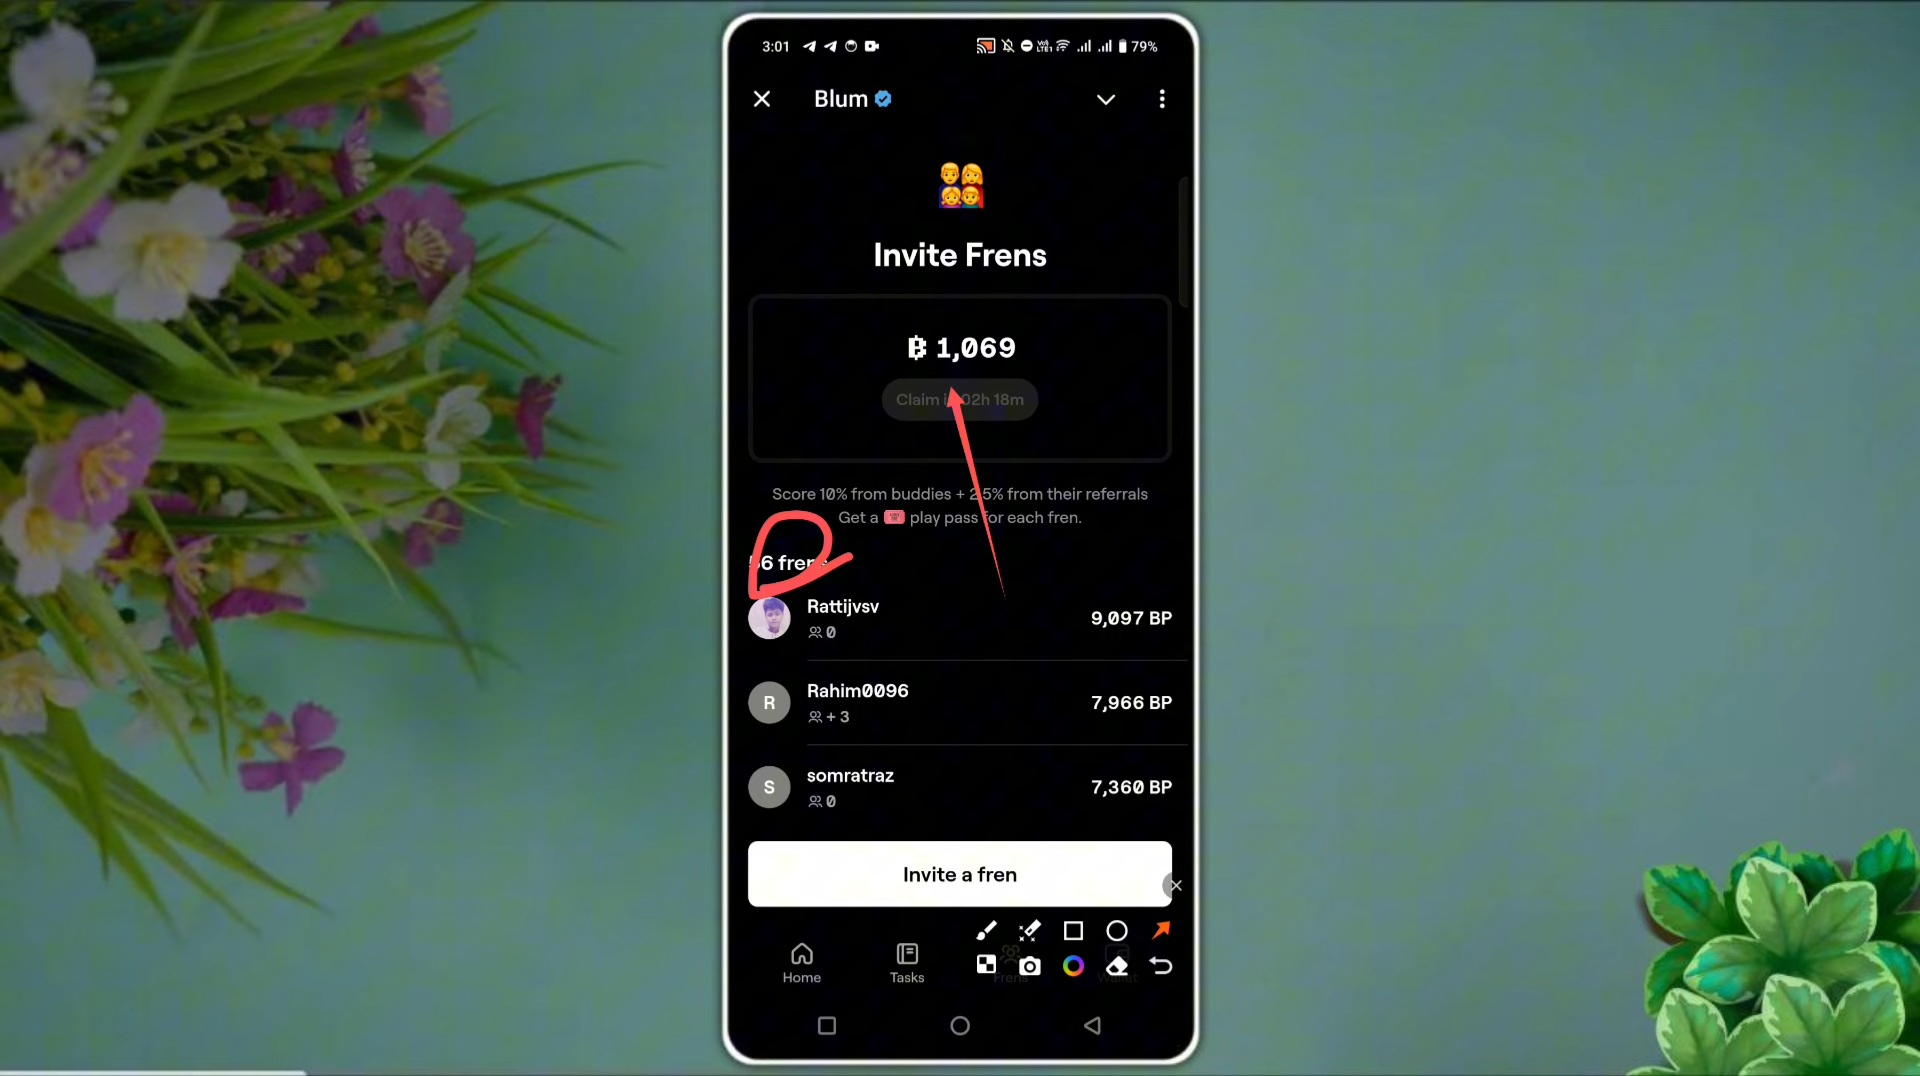 3:01
79%
Blum
Invite Frens
1,069
Claim in 02h 18m
Score 10% from buddies + 2.5% from their referrals
Get a play pass for each fren.
56 frens
Rattijvsv
0
9,097 BP
R
Rahim0096
+ 3
7,966 BP
S
somratraz
0
7,360 BP
Invite a fren
Home
Tasks
Frens
Wallet